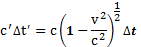 c′Δt′ = c(1 − v²/c²)^(1/2) Δt